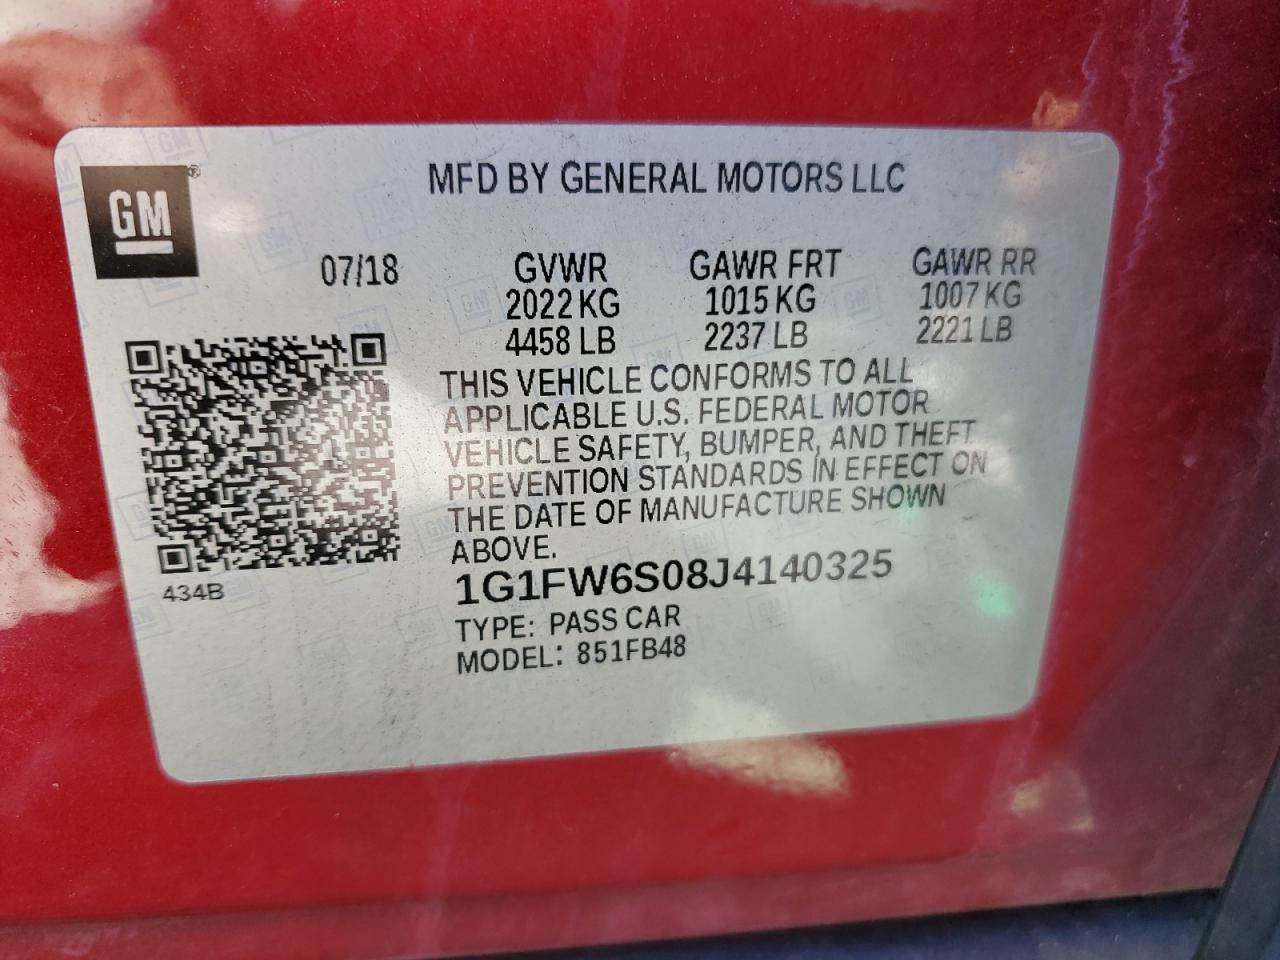 GM
MFD BY GENERAL MOTORS LLC
07/18
GVWR GAWR FRT GAWR RR
2022 KG 1015 KG 1007 KG
4458 LB 2237 LB 2221 LB
THIS VEHICLE CONFORMS TO ALL
APPLICABLE U.S. FEDERAL MOTOR
VEHICLE SAFETY, BUMPER, AND THEFT
PREVENTION STANDARDS IN EFFECT ON
THE DATE OF MANUFACTURE SHOWN
ABOVE.
434B
1G1FW6S08J4140325
TYPE: PASS CAR
MODEL: 851FB48